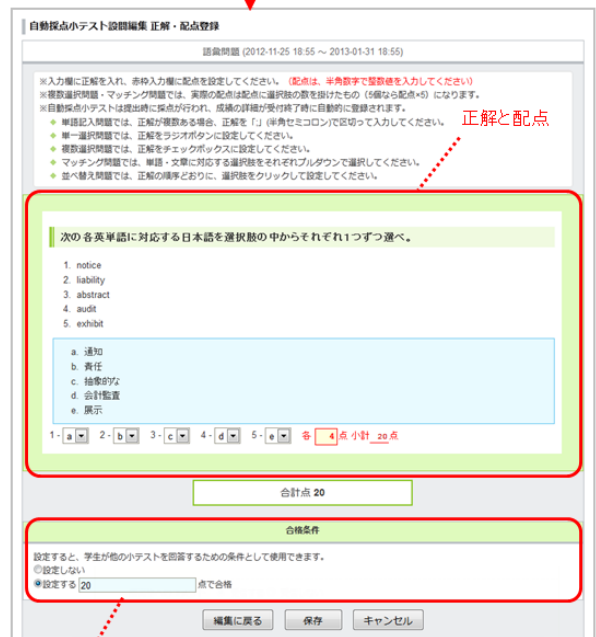 自動採点小テスト設問編集 正解・配点登録
語彙問題 (2012-11-25 18:55 ～ 2013-01-31 18:55)
※入力欄に正解を入れ、赤枠入力欄に配点を設定してください。（配点は、半角数字で整数値を入力してください）
※複数選択問題・マッチング問題では、実際の配点は配点に選択肢の数を掛けたもの（5個なら配点×5）になります。
※自動採点小テストは提出時に採点が行われ、成績の詳細が受付終了時に自動的に登録されます。
◆ 単語記入問題では、正解が複数ある場合、正解を「;」(半角セミコロン)で区切って入力してください。
◆ 単一選択問題では、正解をラジオボタンに設定してください。
◆ 複数選択問題では、正解をチェックボックスに設定してください。
◆ マッチング問題では、単語・文章に対応する選択肢をそれぞれプルダウンで選択してください。
◆ 並べ替え問題では、正解の順序どおりに、選択肢をクリックして設定してください。
正解と配点
次の各英単語に対応する日本語を選択肢の中からそれぞれ1つずつ選べ。
1. notice
2. liability
3. abstract
4. audit
5. exhibit
a. 通知
b. 責任
c. 抽象的な
d. 会計監査
e. 展示
1 - a 2 - b 3 - c 4 - d 5 - e 各 4 点 小計 20 点
合計点 20
合格条件
設定すると、学生が他の小テストを回答するための条件として使用できます。
設定しない
設定する 20 点で合格
編集に戻る 保存 キャンセル